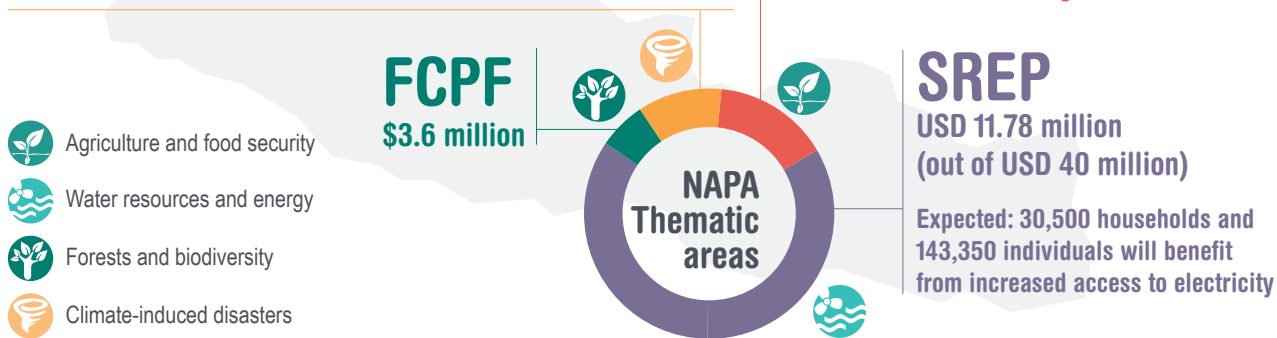 FCPF
$3.6 million
Agriculture and food security
Water resources and energy
Forests and biodiversity
Climate-induced disasters
NAPA
Thematic
areas
SREP
USD 11.78 million
(out of USD 40 million)
Expected: 30,500 households and
143,350 individuals will benefit
from increased access to electricity